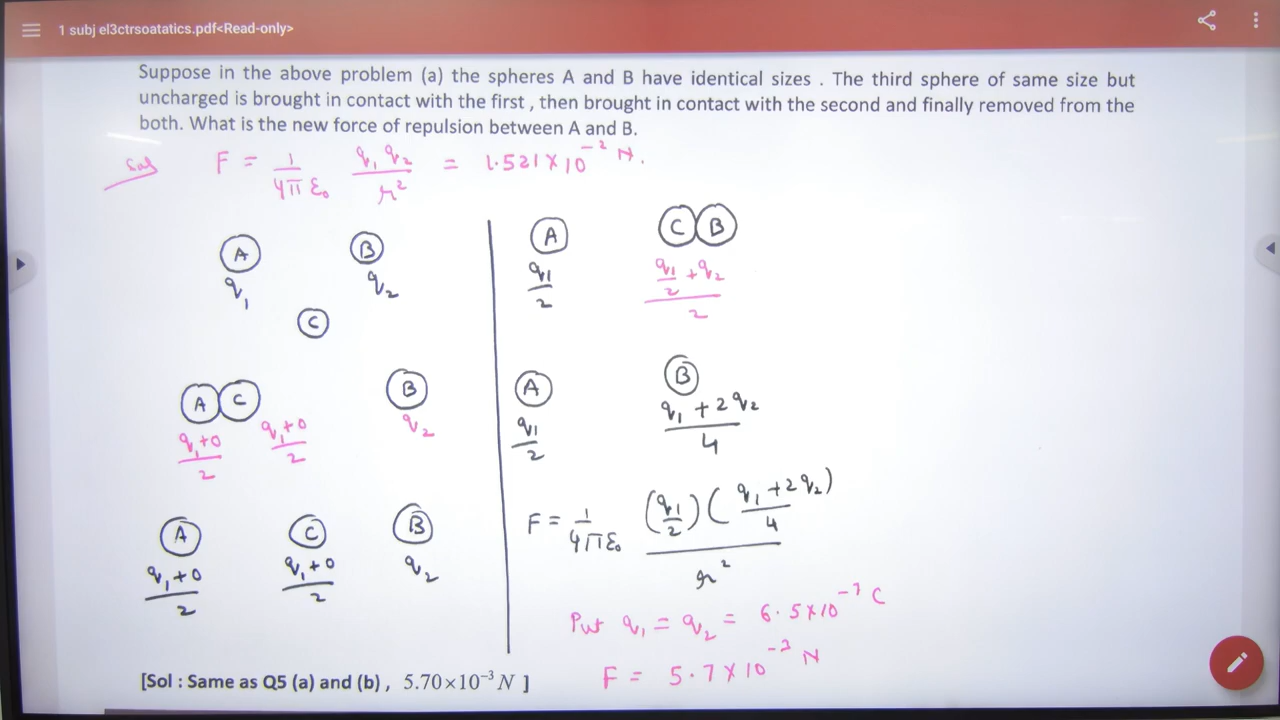 1 subj el3ctrsoatatics.pdf<Read-only>
Suppose in the above problem (a) the spheres A and B have identical sizes . The third sphere of same size but
uncharged is brought in contact with the first , then brought in contact with the second and finally removed from the
both. What is the new force of repulsion between A and B.
Sol F = 1/4πε₀ q₁q₂/r² = 1.521×10⁻² N.
A B
q₁ q₂
C
A C B
q₁+0/2 q₁+0/2 q₂
A C B
q₁+0/2 q₁+0/2 q₂
A C B
q₁/2 q₁/2+q₂/2
A B
q₁/2 q₁+2q₂/4
F = 1/4πε₀ (q₁/2)(q₁+2q₂/4)/r²
Put q₁ = q₂ = 6.5×10⁻⁷ C
F = 5.7×10⁻³ N
[Sol : Same as Q5 (a) and (b) , 5.70×10⁻³ N ]